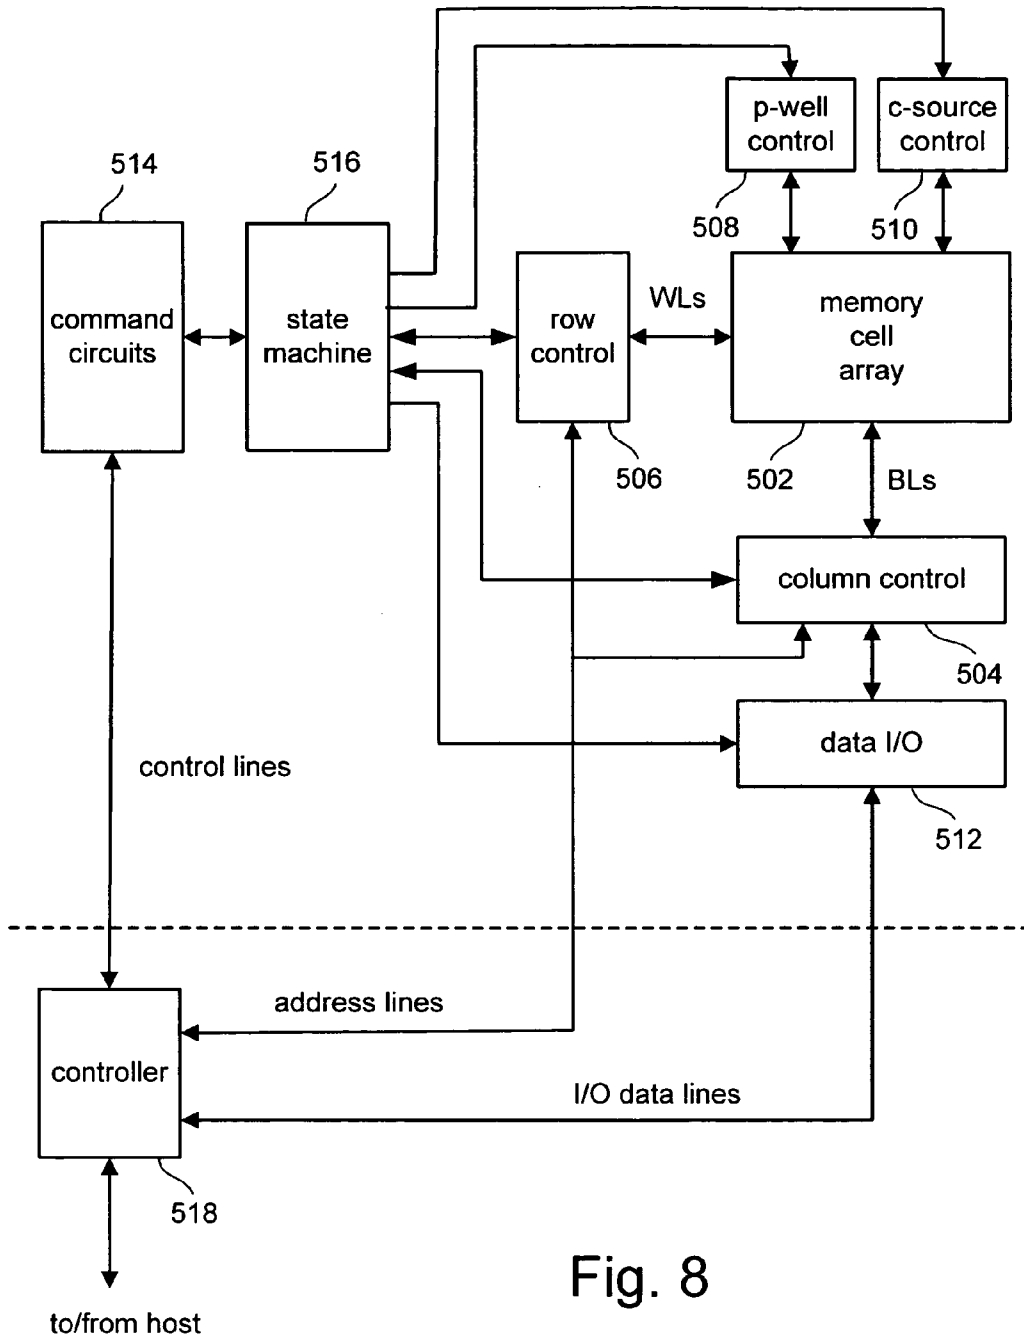 p-well
control
c-source
control
514
516
508
510
command
circuits
state
machine
row
control
WLs
memory
cell
array
506
502
BLs
column control
504
data I/O
control lines
512
address lines
controller
I/O data lines
518
Fig. 8
to/from host